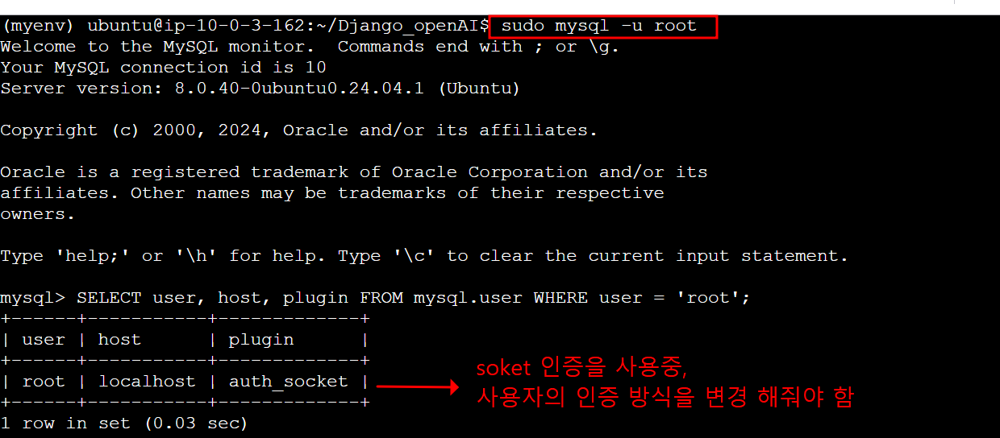 (myenv) ubuntu@ip-10-0-3-162:~/Django_openAI$ sudo mysql -u root
Welcome to the MySQL monitor.  Commands end with ; or \g.
Your MySQL connection id is 10
Server version: 8.0.40-0ubuntu0.24.04.1 (Ubuntu)
Copyright (c) 2000, 2024, Oracle and/or its affiliates.
Oracle is a registered trademark of Oracle Corporation and/or its
affiliates. Other names may be trademarks of their respective
owners.
Type 'help;' or '\h' for help. Type '\c' to clear the current input statement.
mysql> SELECT user, host, plugin FROM mysql.user WHERE user = 'root';
+------+-----------+-------------+
| user | host      | plugin      |
+------+-----------+-------------+
| root | localhost | auth_socket |
+------+-----------+-------------+
1 row in set (0.03 sec)
soket 인증을 사용중,
사용자의 인증 방식을 변경 해줘야 함